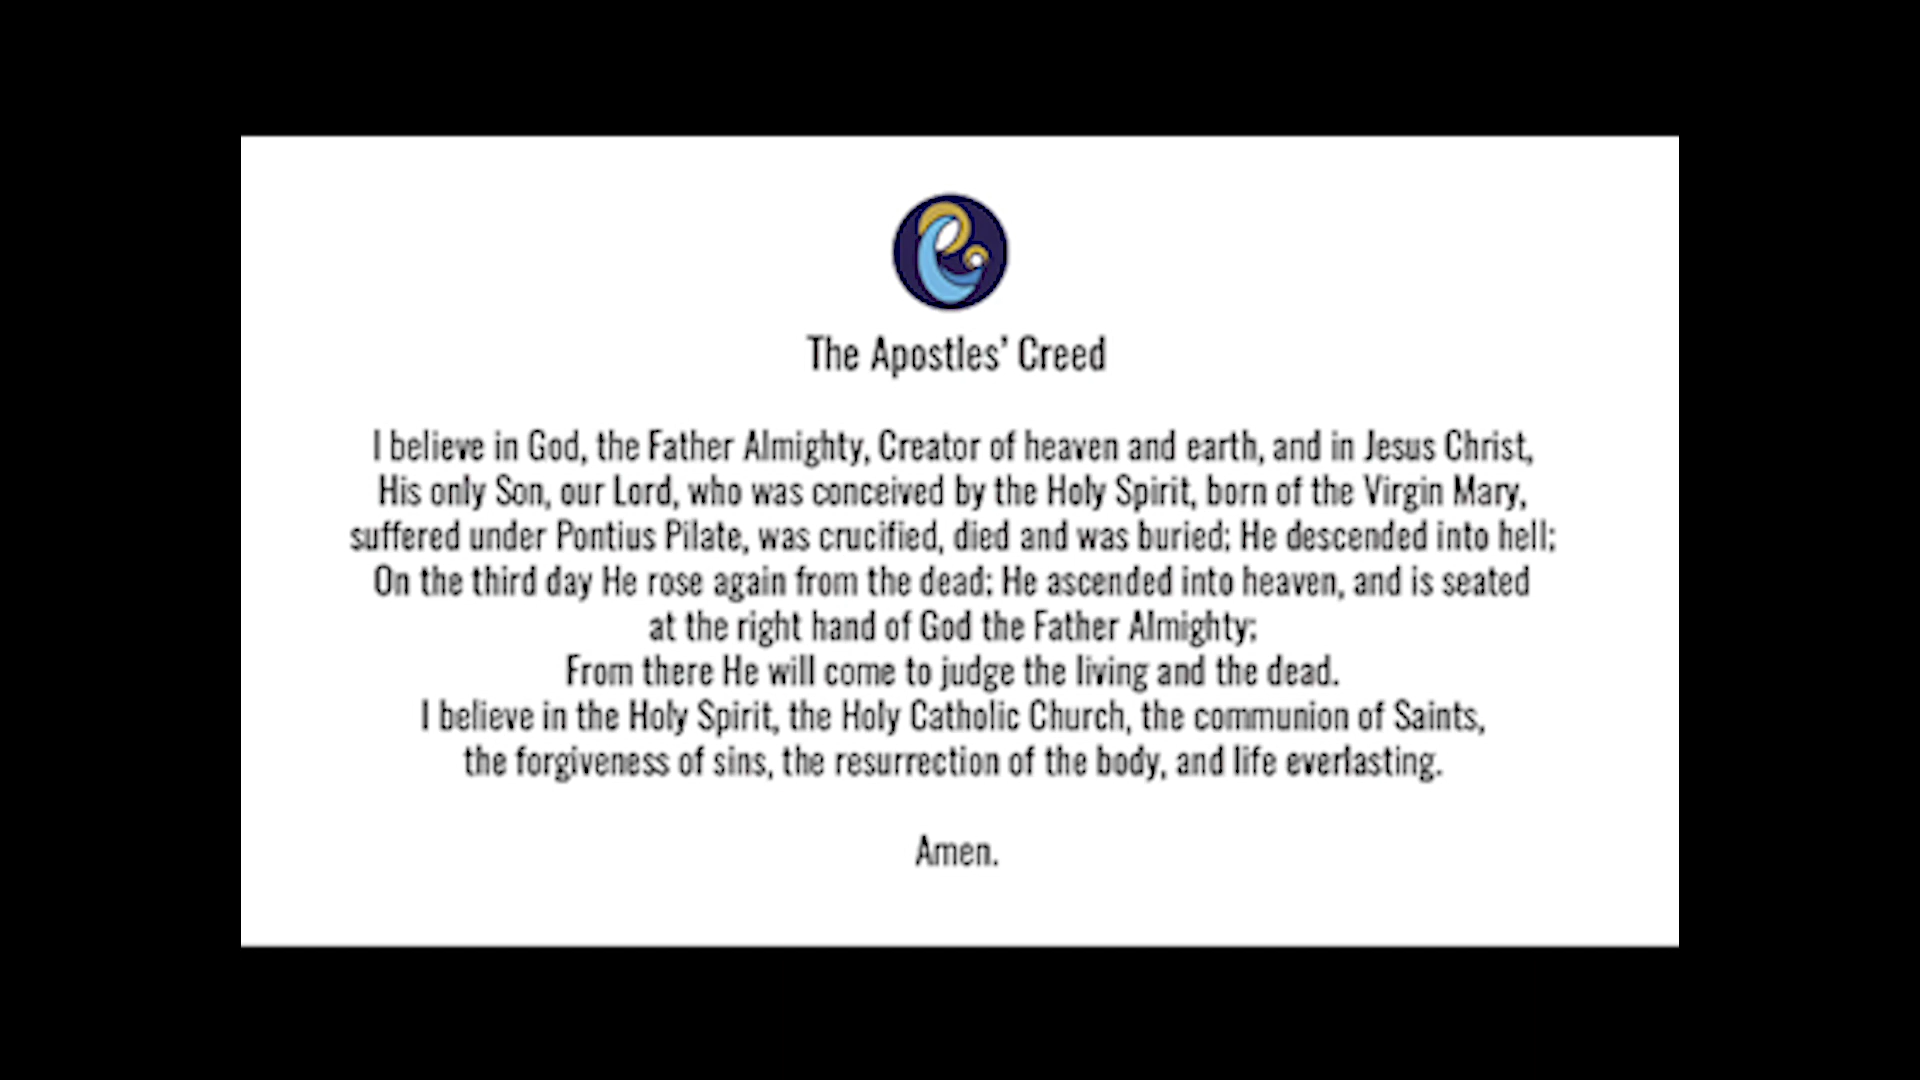 The Apostles’ Creed
I believe in God, the Father Almighty, Creator of heaven and earth, and in Jesus Christ,
His only Son, our Lord, who was conceived by the Holy Spirit, born of the Virgin Mary,
suffered under Pontius Pilate, was crucified, died and was buried; He descended into hell;
On the third day He rose again from the dead; He ascended into heaven, and is seated
at the right hand of God the Father Almighty;
From there He will come to judge the living and the dead.
I believe in the Holy Spirit, the Holy Catholic Church, the communion of Saints,
the forgiveness of sins, the resurrection of the body, and life everlasting.
Amen.